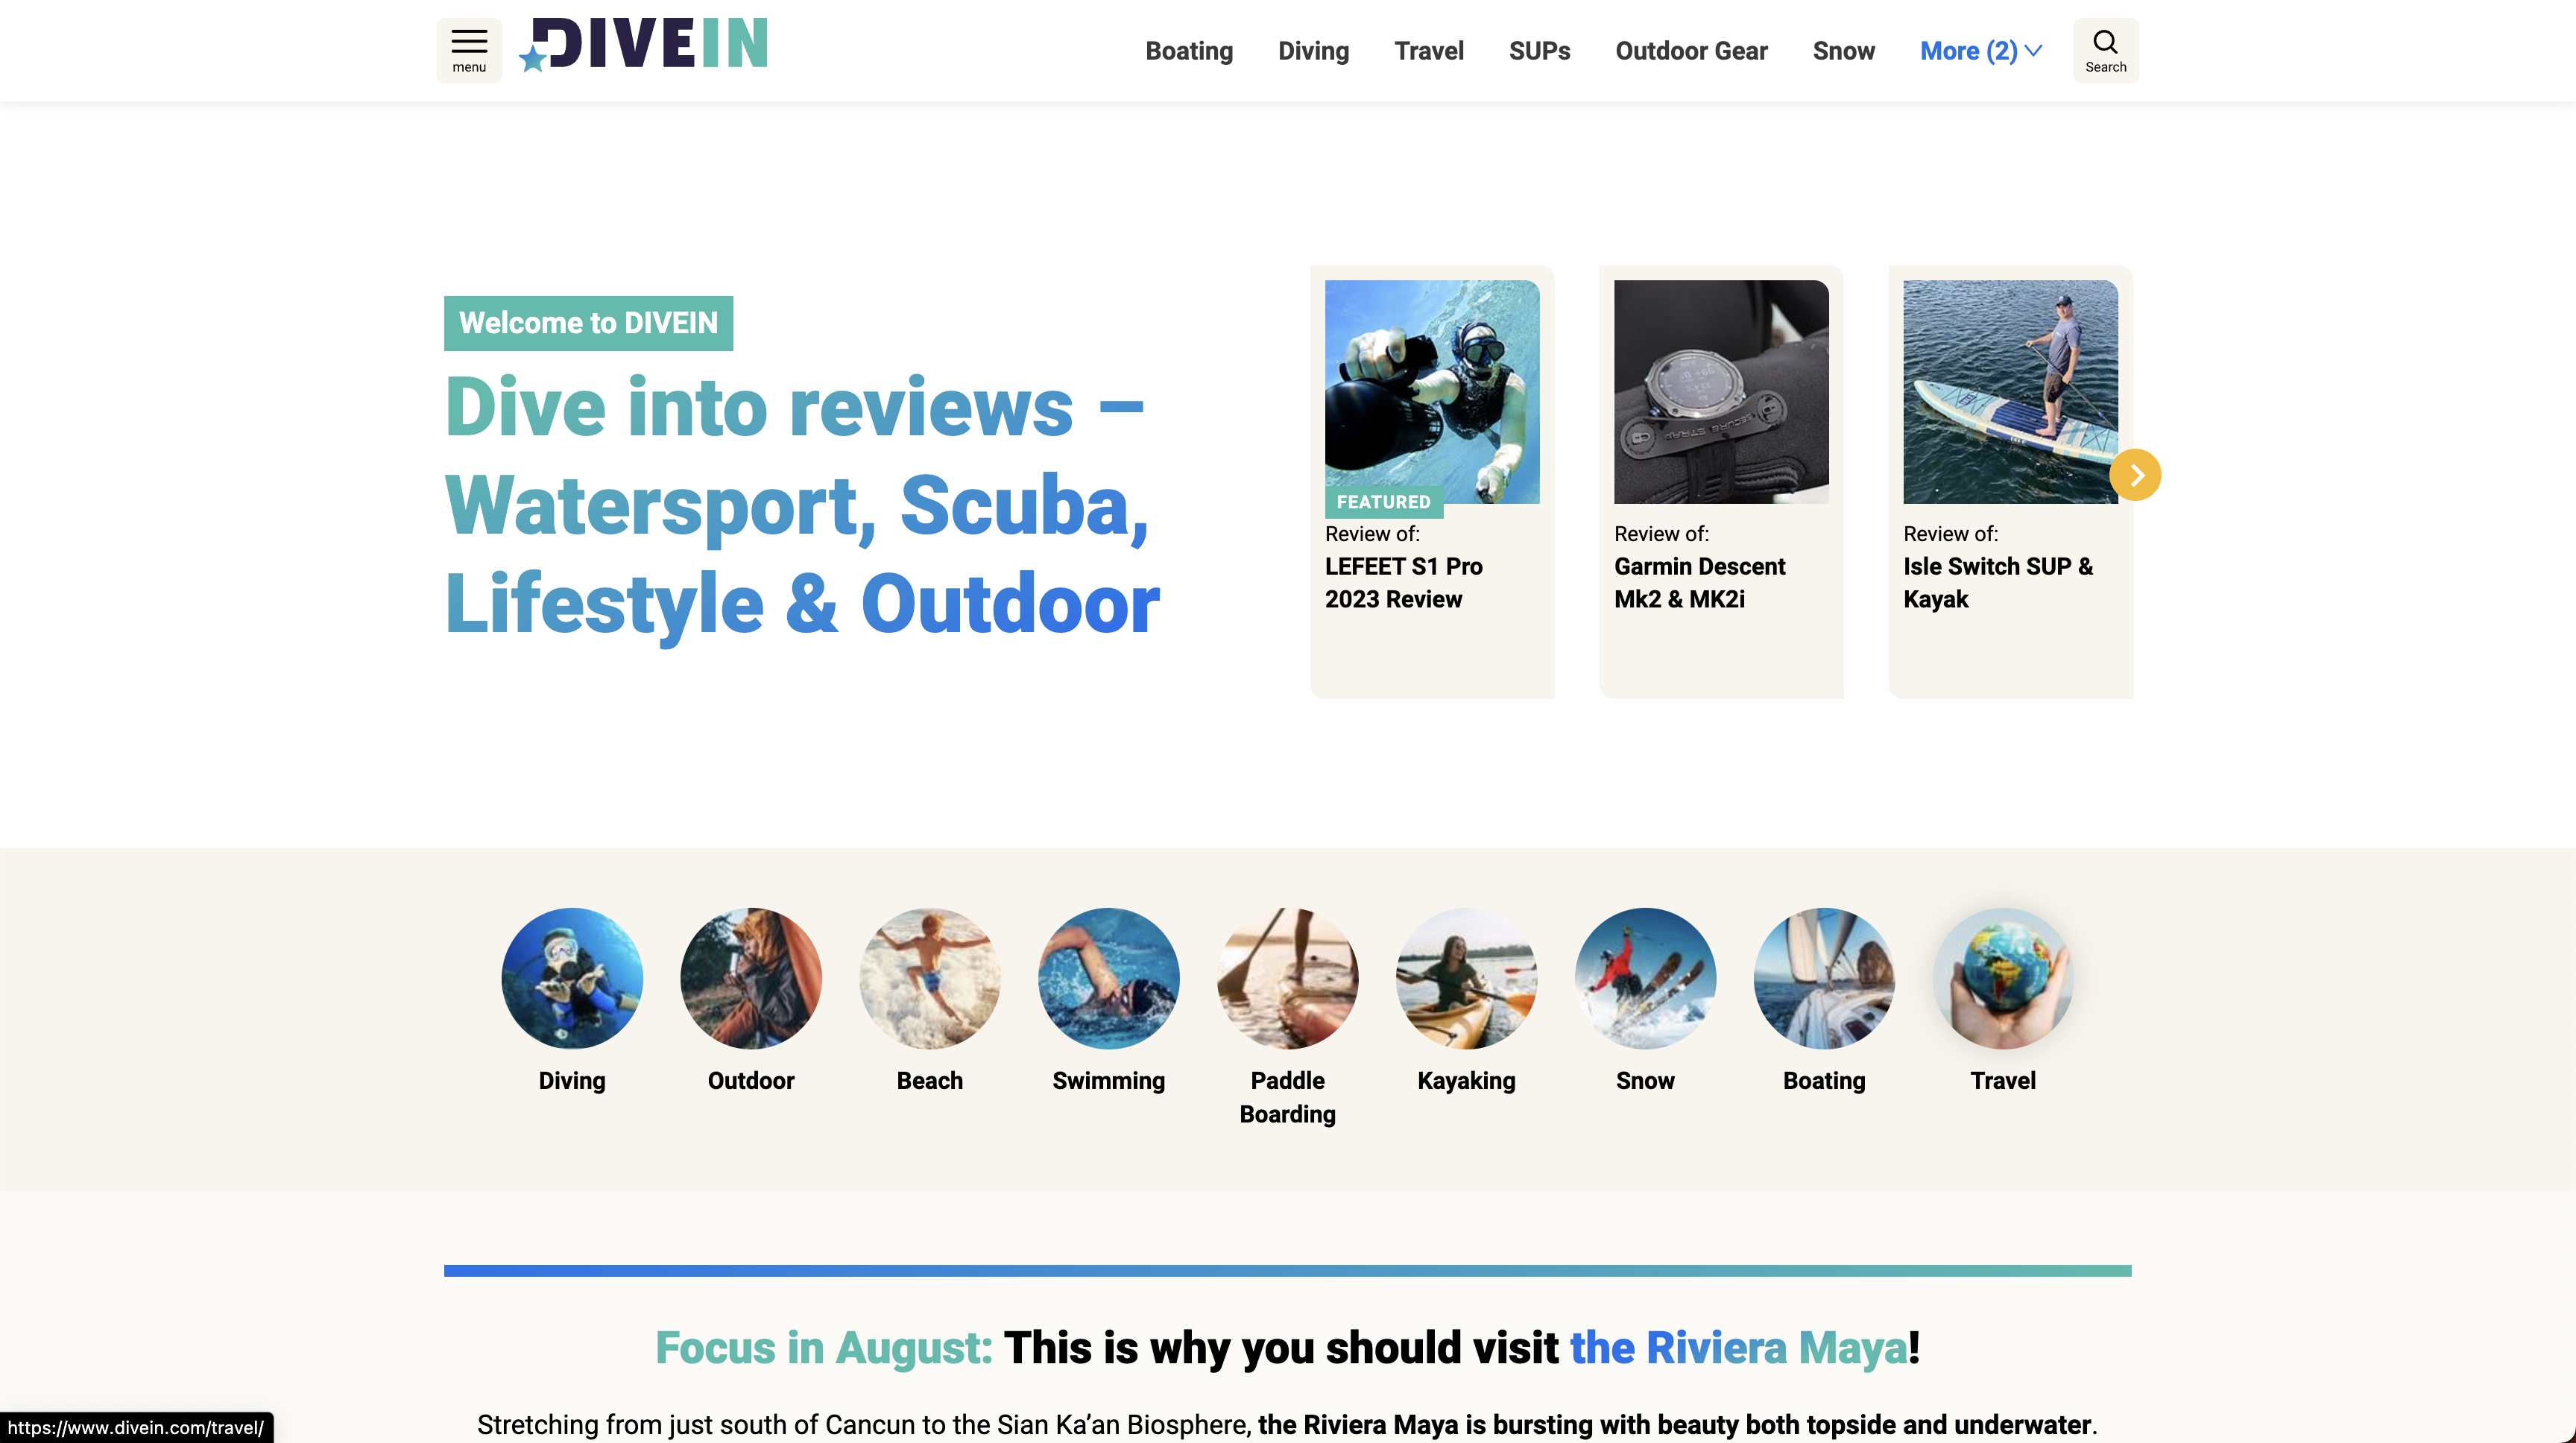 menu
DIVEIN
Boating
Diving
Travel
SUPs
Outdoor Gear
Snow
More (2)
Search
Welcome to DIVEIN
Dive into reviews –
Watersport, Scuba,
Lifestyle & Outdoor
FEATURED
Review of:
LEFEET S1 Pro
2023 Review
SECURE STRAP
Review of:
Garmin Descent
Mk2 & MK2i
Review of:
Isle Switch SUP &
Kayak
Diving
Outdoor
Beach
Swimming
Paddle
Boarding
Kayaking
Snow
Boating
Travel
Focus in August: This is why you should visit the Riviera Maya!
Stretching from just south of Cancun to the Sian Ka’an Biosphere, the Riviera Maya is bursting with beauty both topside and underwater.
https://www.divein.com/travel/